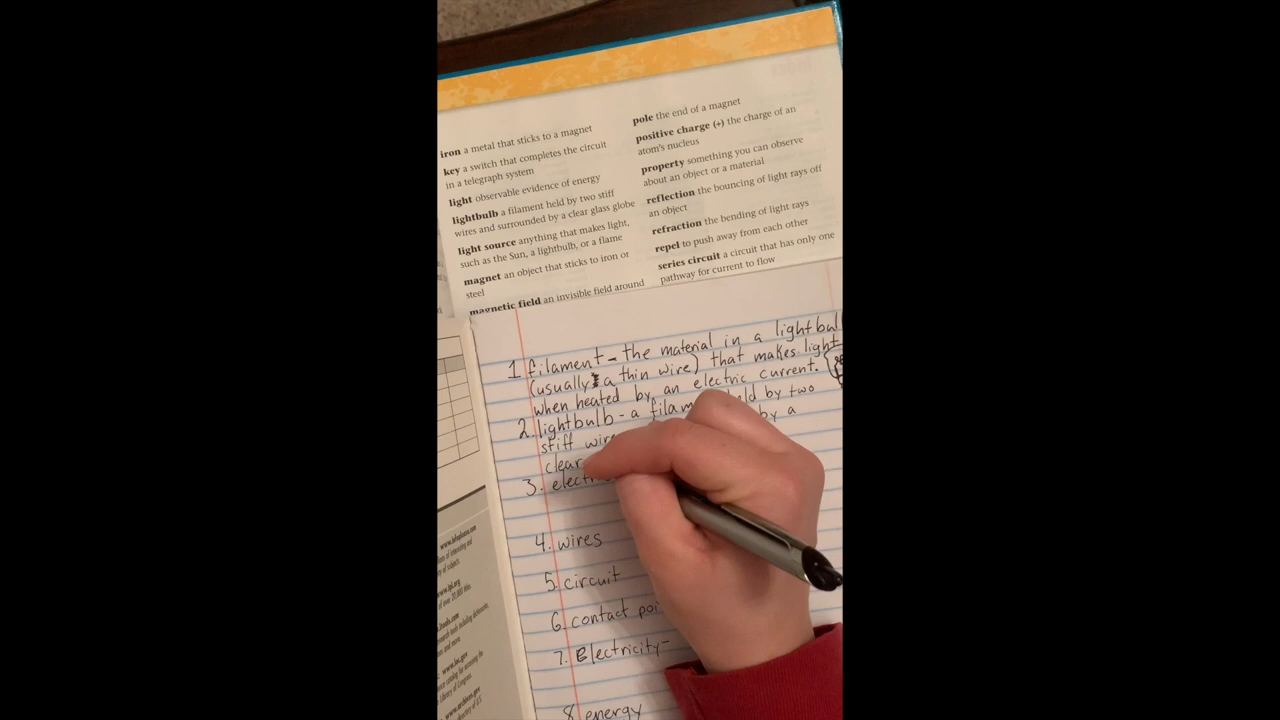 iron a metal that sticks to a magnet
key a switch that completes the circuit
in a telegraph system
light observable evidence of energy
lightbulb a filament held by two stiff
wires and surrounded by a clear glass globe
light source anything that makes light,
such as the Sun, a lightbulb, or a flame
magnet an object that sticks to iron or
steel
magnetic field an invisible field around
pole the end of a magnet
positive charge (+) the charge of an
atom's nucleus
property something you can observe
about an object or a material
reflection the bouncing of light rays off
an object
refraction the bending of light rays
repel to push away from each other
series circuit a circuit that has only one
pathway for current to flow
1 filament - the material in a lightbul
(usually a thin wire) that makes light
when heated by an electric current.
2. lightbulb - a filam held by two
stiff wire by a
clear
3. electri
4. wires
5. circuit
6. contact poi
7. Electricity-
8. energy